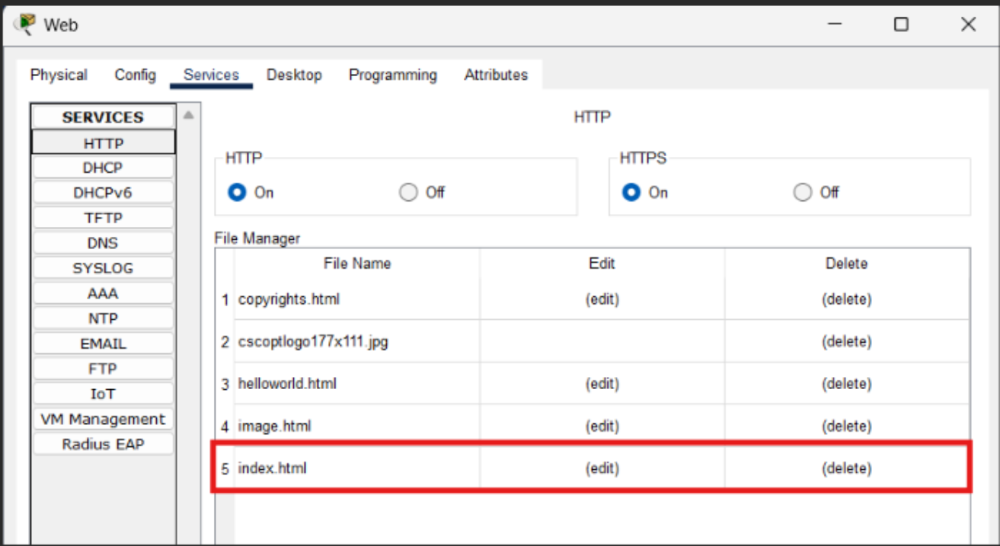 Web
Physical Config Services Desktop Programming Attributes
SERVICES
HTTP
DHCP
DHCPv6
TFTP
DNS
SYSLOG
AAA
NTP
EMAIL
FTP
IoT
VM Management
Radius EAP
HTTP
HTTP
On Off
HTTPS
On Off
File Manager
File Name Edit Delete
1 copyrights.html (edit) (delete)
2 cscoptlogo177x111.jpg (delete)
3 helloworld.html (edit) (delete)
4 image.html (edit) (delete)
5 index.html (edit) (delete)